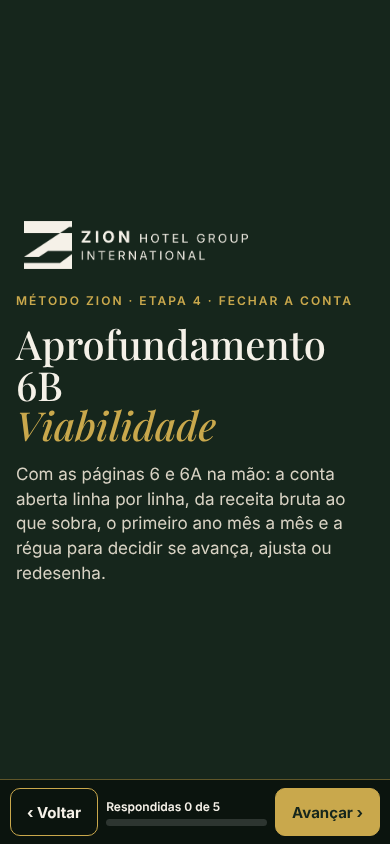 ZION HOTEL GROUP
INTERNATIONAL
MÉTODO ZION · ETAPA 4 · FECHAR A CONTA
Aprofundamento
6B
Viabilidade
Com as páginas 6 e 6A na mão: a conta
aberta linha por linha, da receita bruta ao
que sobra, o primeiro ano mês a mês e a
régua para decidir se avança, ajusta ou
redesenha.
‹ Voltar
Respondidas 0 de 5
Avançar ›